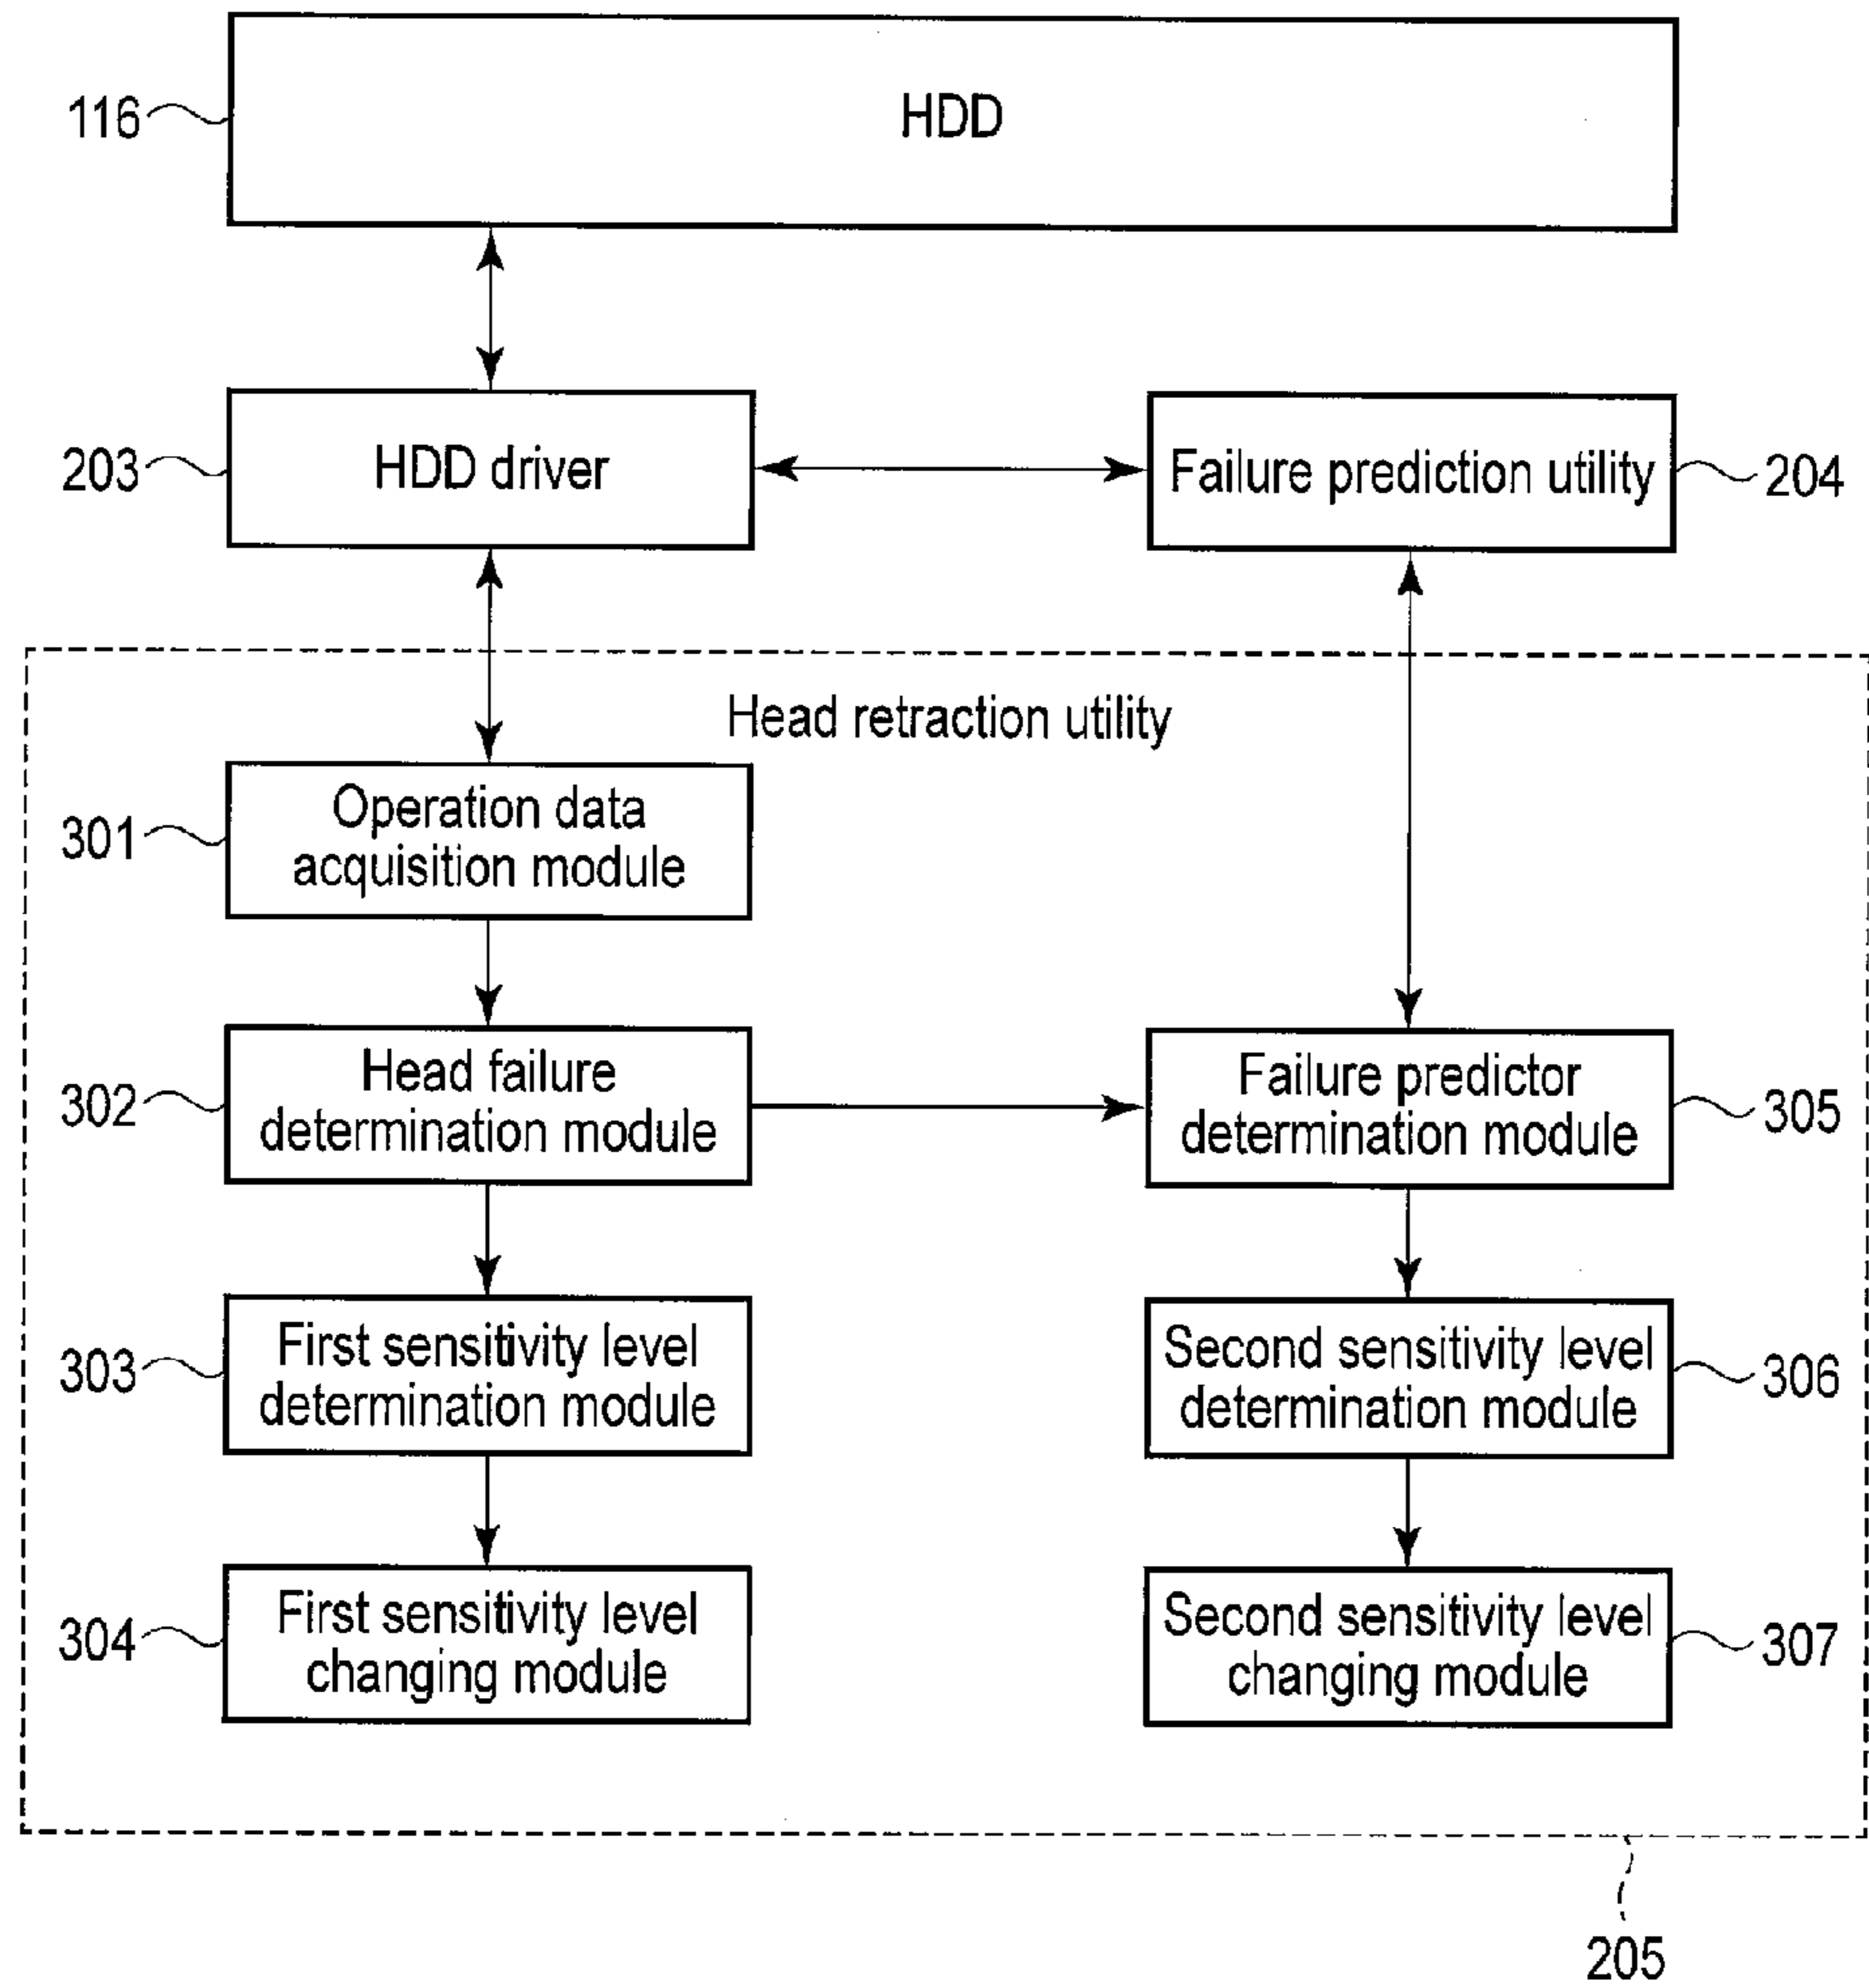 HDD
116
203
HDD driver
Failure prediction utility
204
Head retraction utility
301
Operation data
acquisition module
302
Head failure
determination module
Failure predictor
determination module
305
303
First sensitivity level
determination module
Second sensitivity level
determination module
306
304
First sensitivity level
changing module
Second sensitivity level
changing module
307
205